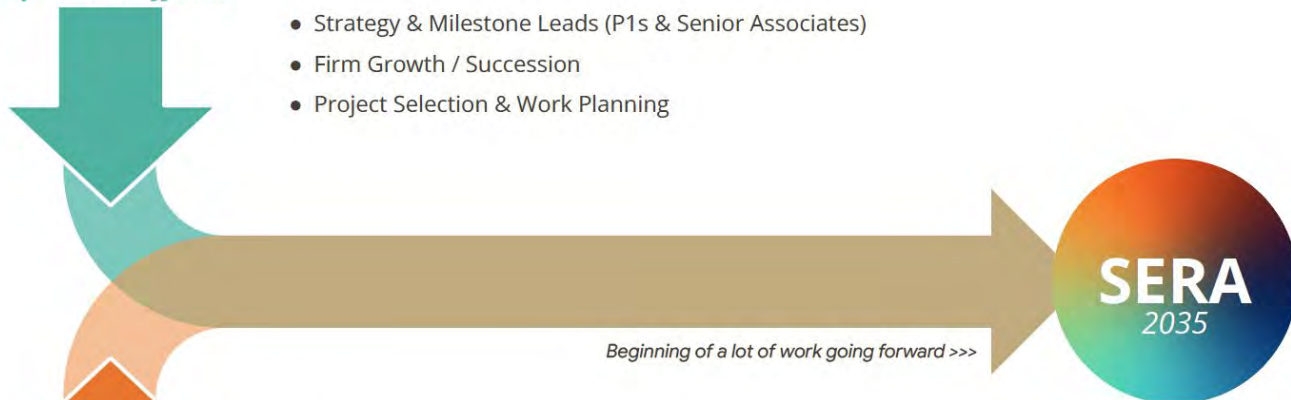 ● Strategy & Milestone Leads (P1s & Senior Associates)
● Firm Growth / Succession
● Project Selection & Work Planning
SERA
2035
Beginning of a lot of work going forward >>>